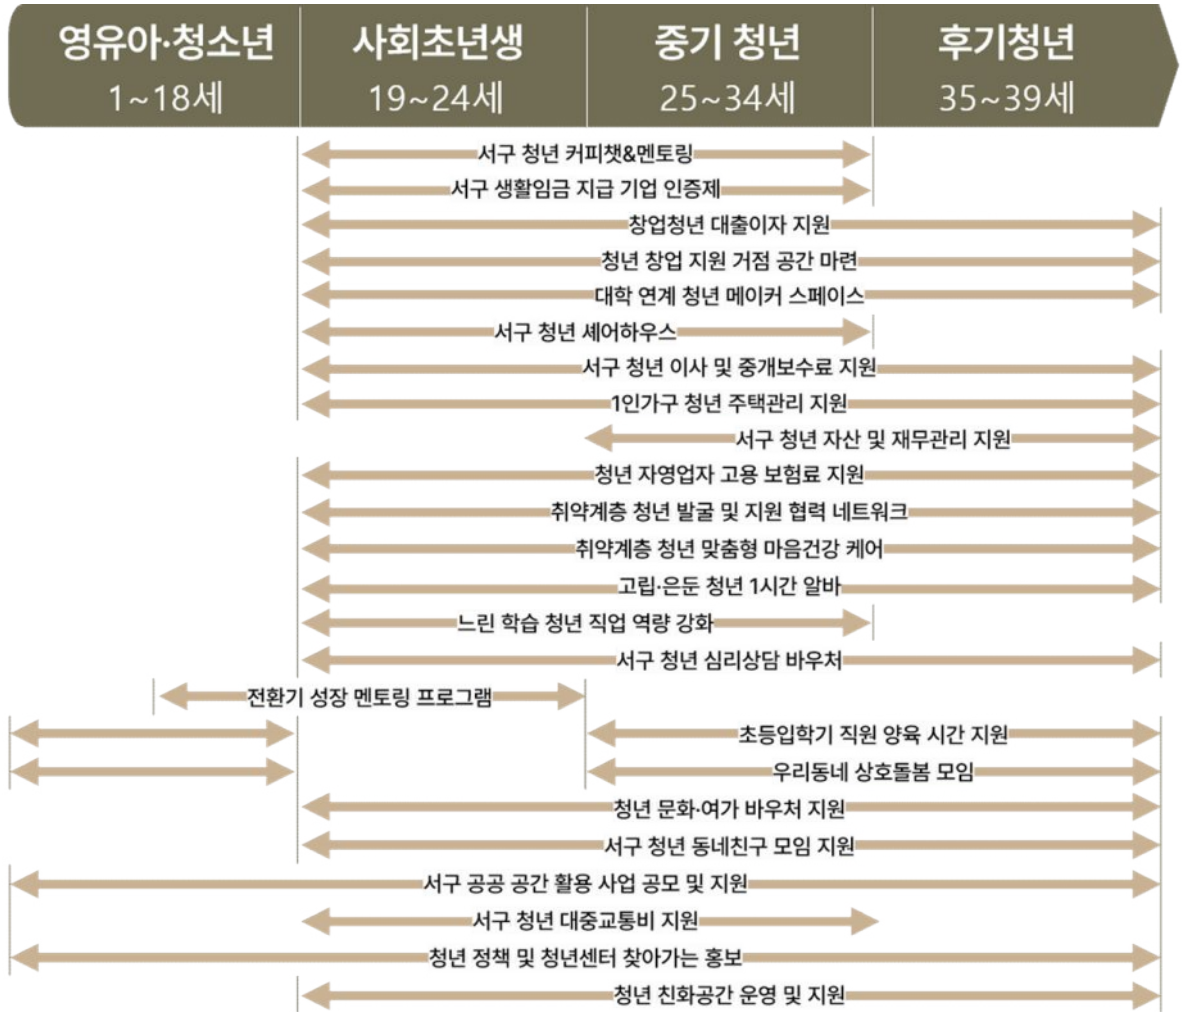 영유아·청소년 사회초년생 중기 청년 후기청년
1~18세 19~24세 25~34세 35~39세
서구 청년 커피챗&멘토링
서구 생활임금 지급 기업 인증제
창업청년 대출이자 지원
청년 창업 지원 거점 공간 마련
대학 연계 청년 메이커 스페이스
서구 청년 셰어하우스
서구 청년 이사 및 중개보수료 지원
1인가구 청년 주택관리 지원
서구 청년 자산 및 재무관리 지원
청년 자영업자 고용 보험료 지원
취약계층 청년 발굴 및 지원 협력 네트워크
취약계층 청년 맞춤형 마음건강 케어
고립·은둔 청년 1시간 알바
느린 학습 청년 직업 역량 강화
서구 청년 심리상담 바우처
전환기 성장 멘토링 프로그램
초등입학기 직원 양육 시간 지원
우리동네 상호돌봄 모임
청년 문화·여가 바우처 지원
서구 청년 동네친구 모임 지원
서구 공공 공간 활용 사업 공모 및 지원
서구 청년 대중교통비 지원
청년 정책 및 청년센터 찾아가는 홍보
청년 친화공간 운영 및 지원